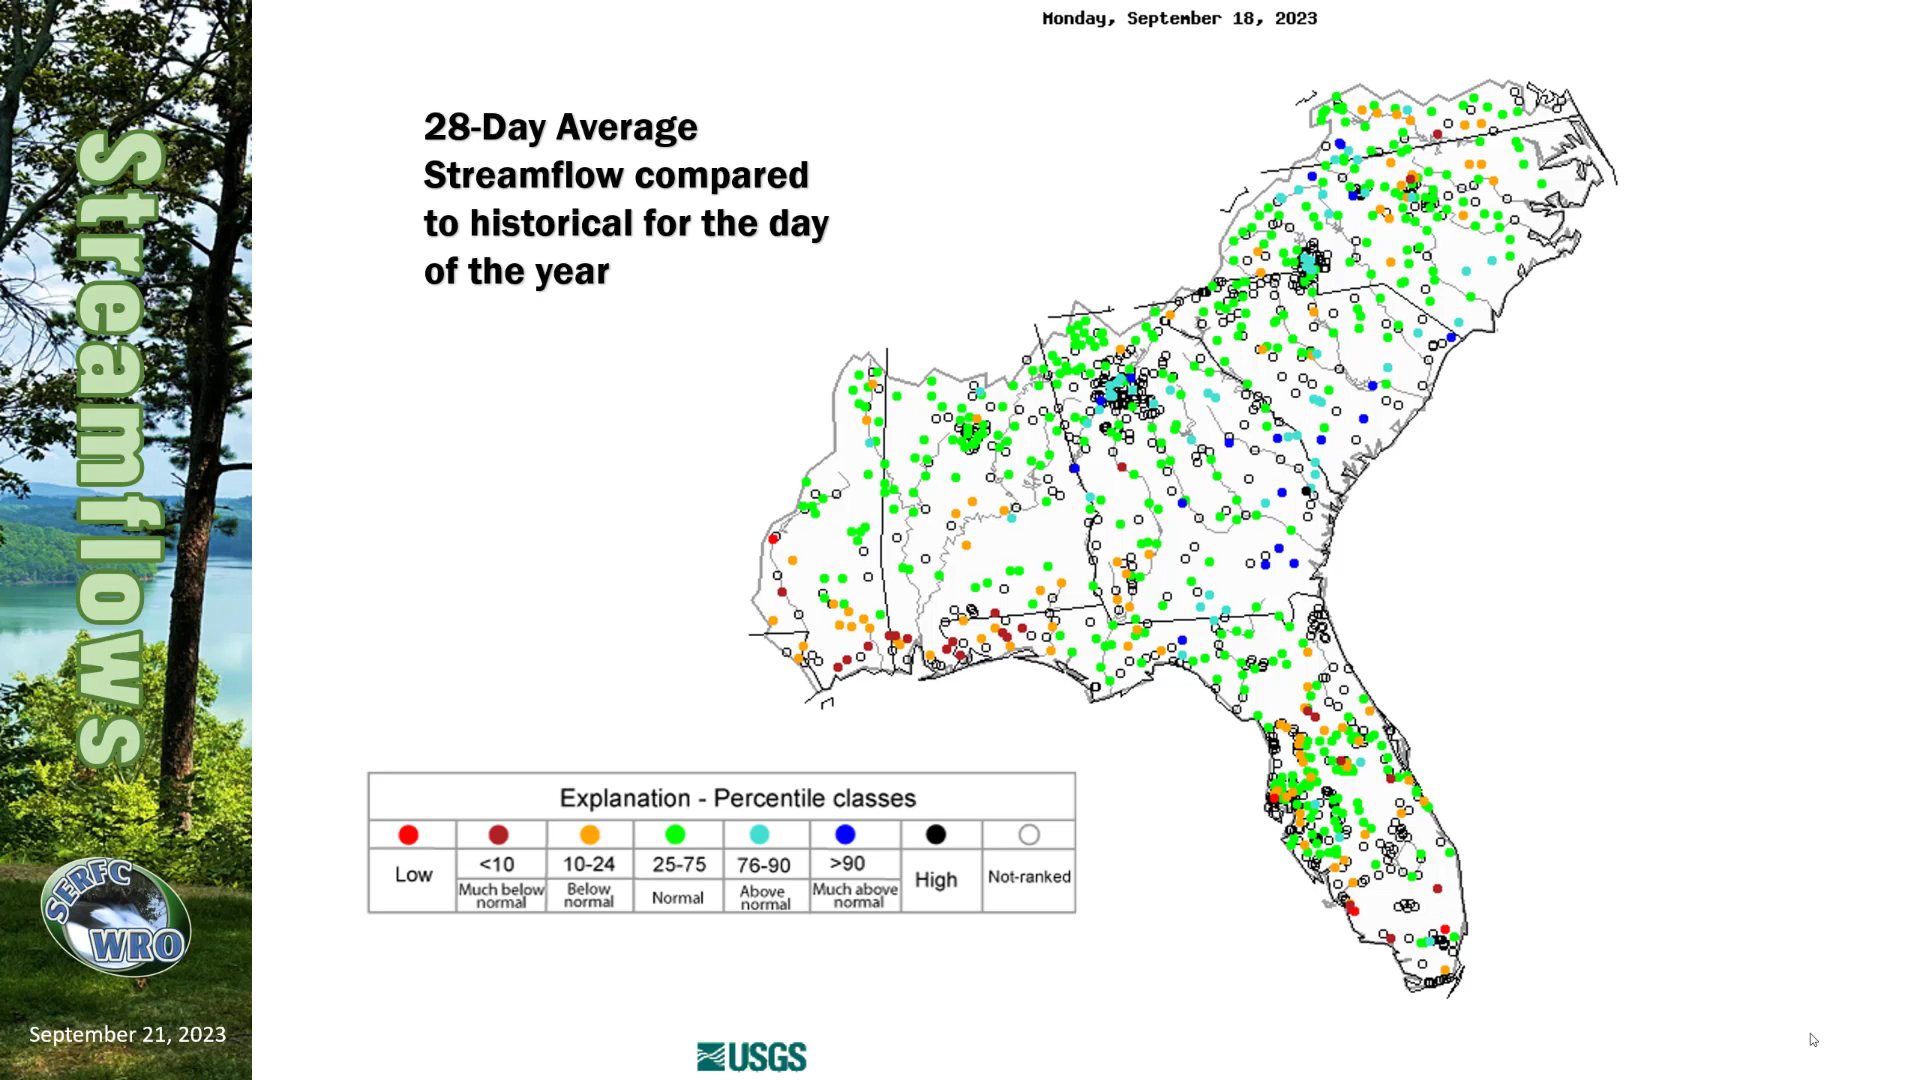 Monday, September 18, 2023
Streamflows
28-Day Average
Streamflow compared
to historical for the day
of the year
Explanation - Percentile classes
Low
<10
10-24
25-75
76-90
>90
High
Not-ranked
Much below
normal
Below
normal
Normal
Above
normal
Much above
normal
SERFC
WRO
September 21, 2023
USGS